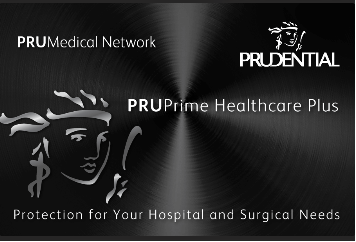 PRUMedical Network
PRUDENTIAL
PRUPrime Healthcare Plus
Protection for Your Hospital and Surgical Needs